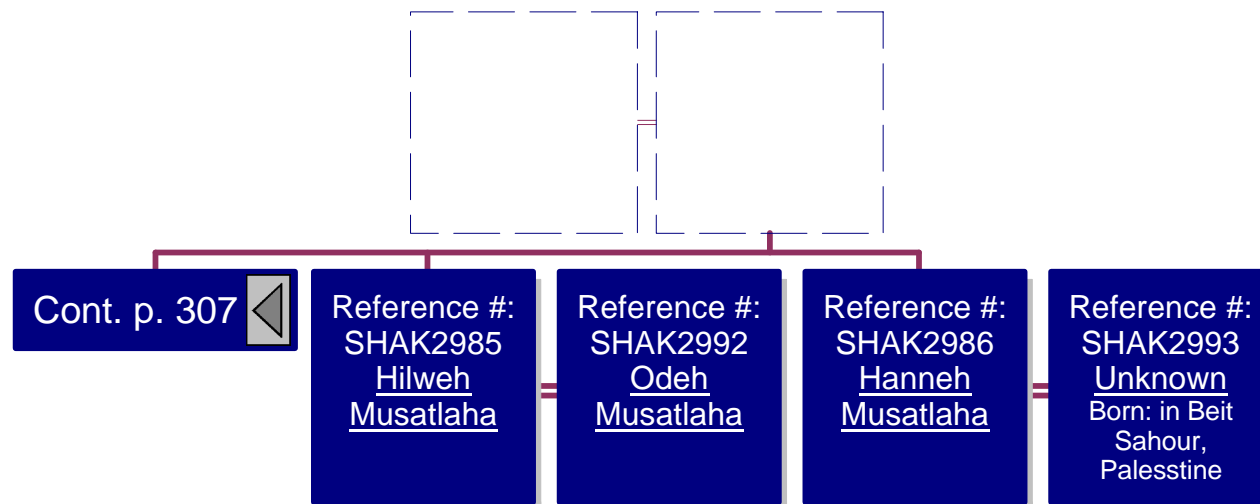 Cont. p. 307
Reference #:
SHAK2985
Hilweh
Musatlaha
Reference #:
SHAK2992
Odeh
Musatlaha
Reference #:
SHAK2986
Hanneh
Musatlaha
Reference #:
SHAK2993
Unknown
Born: in Beit
Sahour,
Palesstine